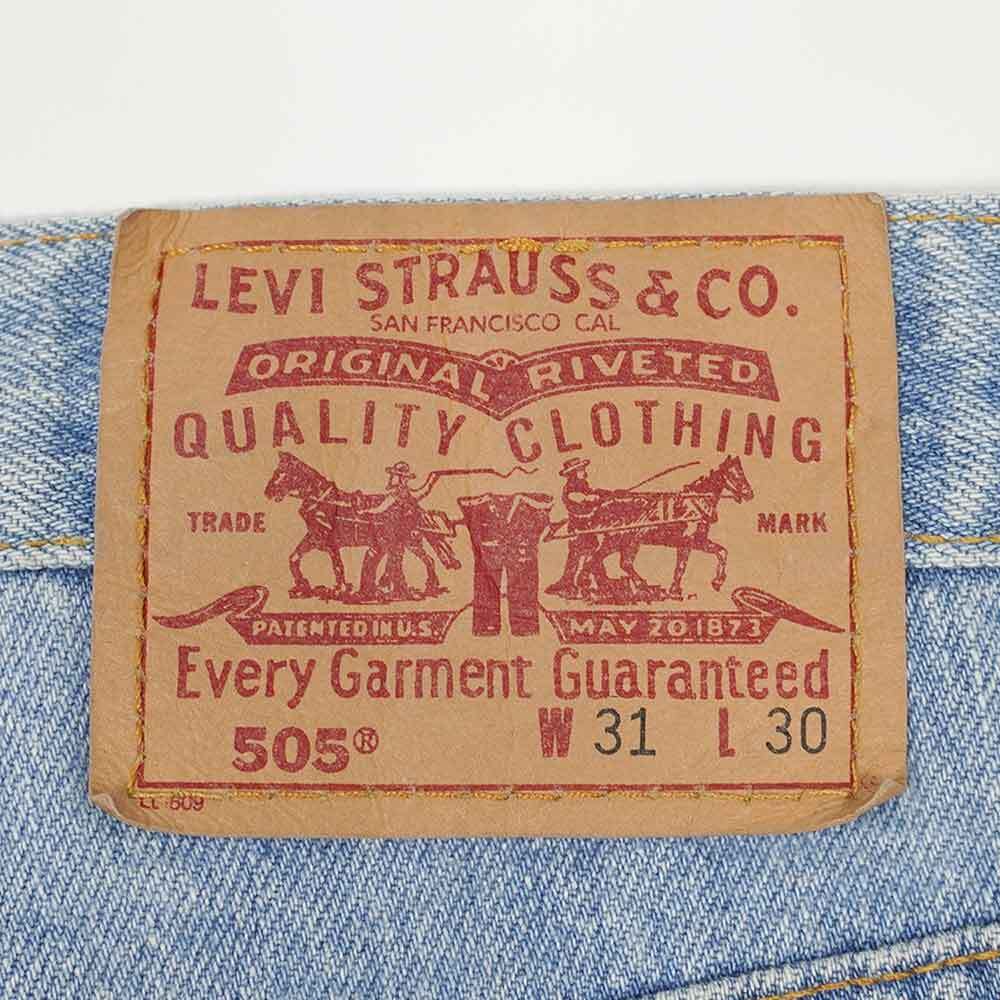 LEVI STRAUSS & CO.
SAN FRANCISCO CAL
ORIGINAL RIVETED
QUALITY CLOTHING
TRADE MARK
PATENTED IN U.S. MAY 20 1873
Every Garment Guaranteed
505® W 31 L 30